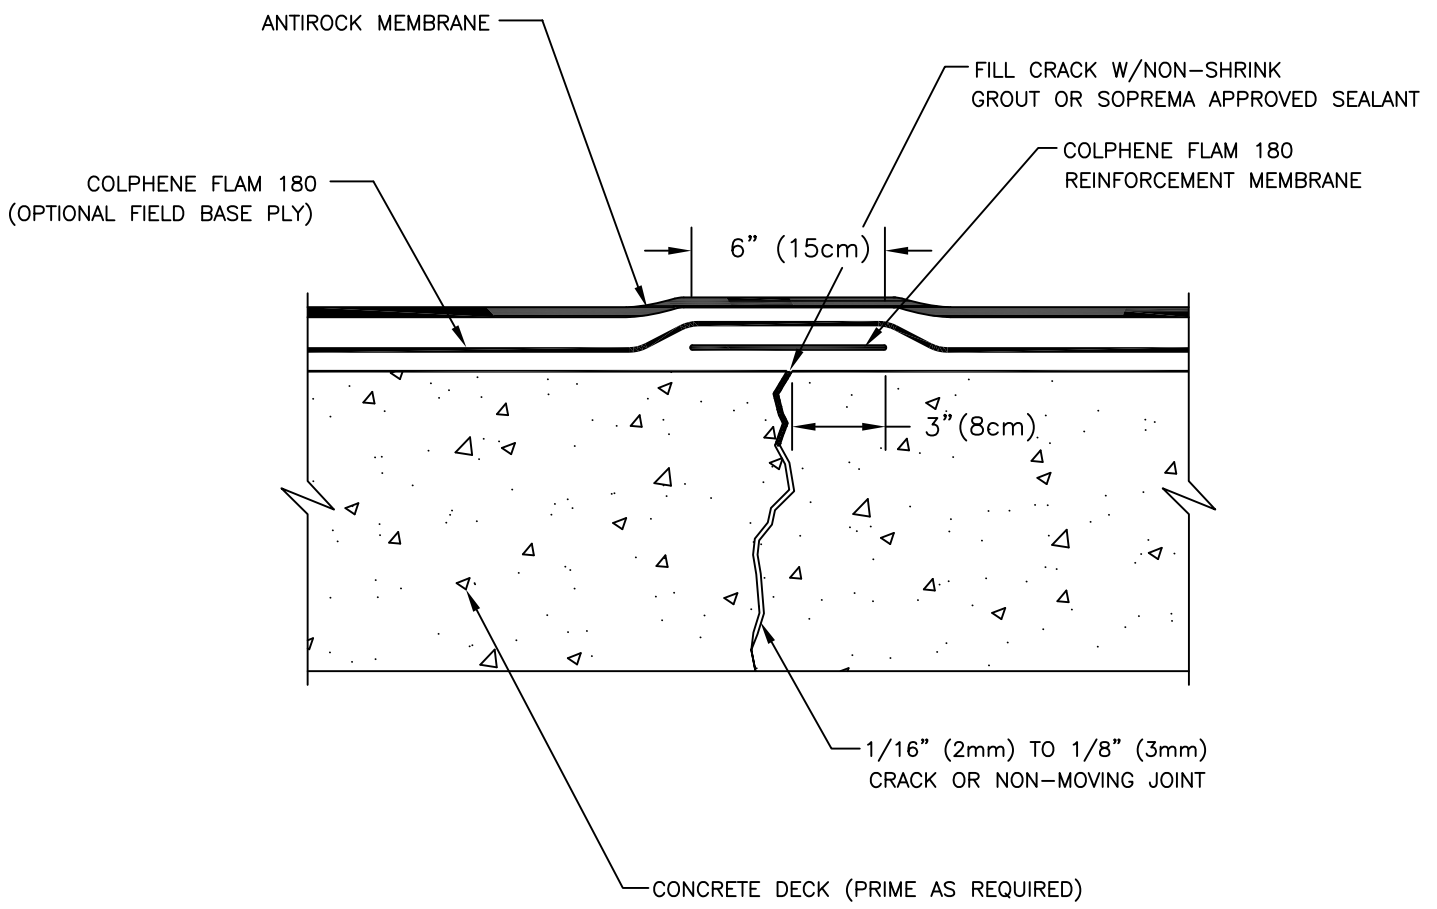 ANTIROCK MEMBRANE
FILL CRACK W/NON-SHRINK
GROUT OR SOPREMA APPROVED SEALANT
COLPHENE FLAM 180
REINFORCEMENT MEMBRANE
COLPHENE FLAM 180
(OPTIONAL FIELD BASE PLY)
6” (15cm)
3”(8cm)
1/16” (2mm) TO 1/8” (3mm)
CRACK OR NON-MOVING JOINT
CONCRETE DECK (PRIME AS REQUIRED)